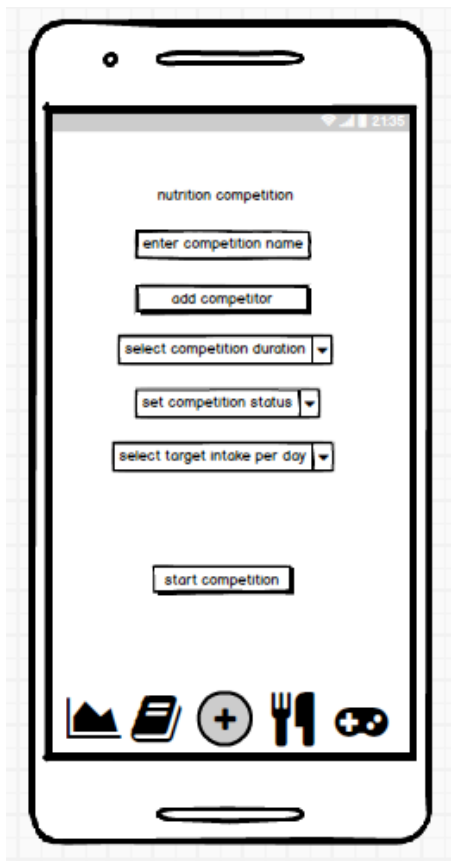 21:35
nutrition competition
enter competition name
add competitor
select competition duration
set competition status
select target intake per day
start competition